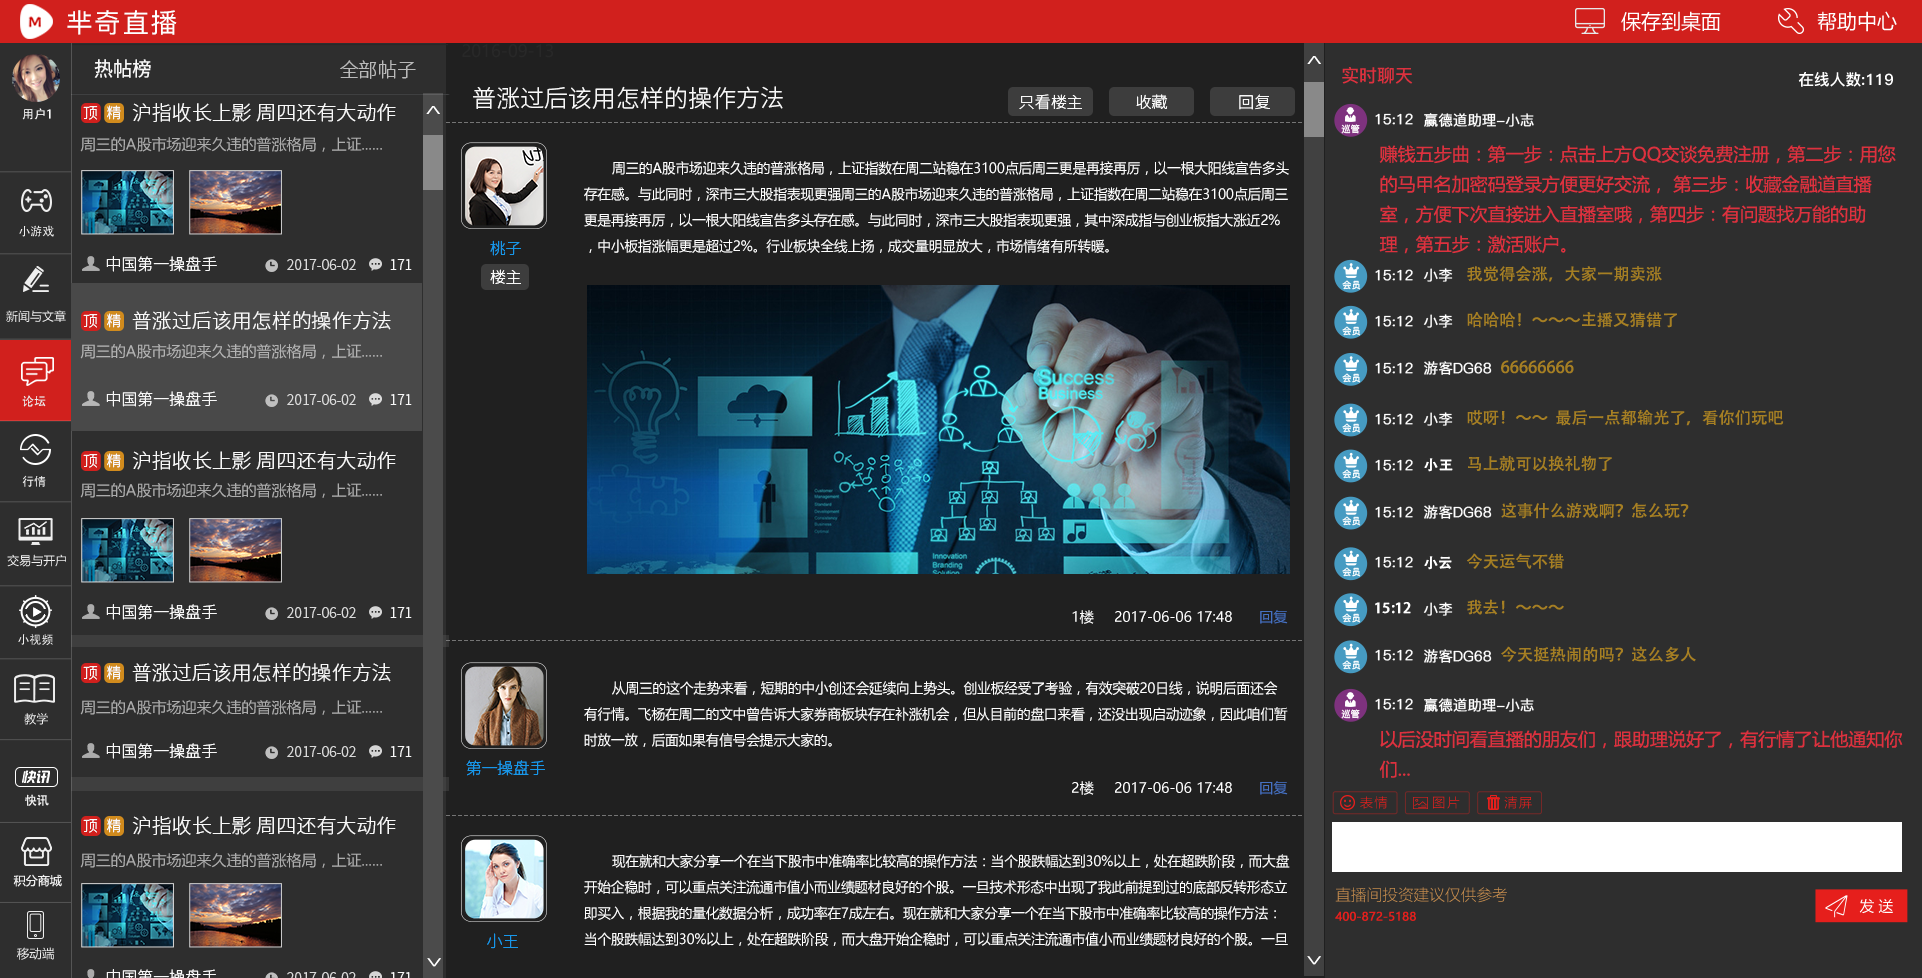 M 芈奇直播
保存到桌面
帮助中心
用户1
小游戏
新闻与文章
论坛
行情
交易与开户
小视频
教学
快讯
快讯
积分商城
移动端
热帖榜 全部帖子
顶 精 沪指收长上影 周四还有大动作
周三的A股市场迎来久违的普涨格局，上证......
中国第一操盘手 2017-06-02 171
顶 精 普涨过后该用怎样的操作方法
周三的A股市场迎来久违的普涨格局，上证......
中国第一操盘手 2017-06-02 171
顶 精 沪指收长上影 周四还有大动作
周三的A股市场迎来久违的普涨格局，上证......
中国第一操盘手 2017-06-02 171
顶 精 普涨过后该用怎样的操作方法
周三的A股市场迎来久违的普涨格局，上证......
中国第一操盘手 2017-06-02 171
顶 精 沪指收长上影 周四还有大动作
周三的A股市场迎来久违的普涨格局，上证......
中国第一操盘手 2017-06-02 171
2016-09-13
普涨过后该用怎样的操作方法
只看楼主 收藏 回复
桃子
楼主
周三的A股市场迎来久违的普涨格局，上证指数在周二站稳在3100点后周三更是再接再厉，以一根大阳线宣告多头
存在感。与此同时，深市三大股指表现更强周三的A股市场迎来久违的普涨格局，上证指数在周二站稳在3100点后周三
更是再接再厉，以一根大阳线宣告多头存在感。与此同时，深市三大股指表现更强，其中深成指与创业板指大涨近2%
，中小板指涨幅更是超过2%。行业板块全线上扬，成交量明显放大，市场情绪有所转暖。
Success
Business
Innovation
Branding
Solution
1楼 2017-06-06 17:48 回复
第一操盘手
从周三的这个走势来看，短期的中小创还会延续向上势头。创业板经受了考验，有效突破20日线，说明后面还会
有行情。飞杨在周二的文中曾告诉大家券商板块存在补涨机会，但从目前的盘口来看，还没出现启动迹象，因此咱们暂
时放一放，后面如果有信号会提示大家的。
2楼 2017-06-06 17:48 回复
小王
现在就和大家分享一个在当下股市中准确率比较高的操作方法：当个股跌幅达到30%以上，处在超跌阶段，而大盘
开始企稳时，可以重点关注流通市值小而业绩题材良好的个股。一旦技术形态中出现了我此前提到过的底部反转形态立
即买入，根据我的量化数据分析，成功率在7成左右。现在就和大家分享一个在当下股市中准确率比较高的操作方法：
当个股跌幅达到30%以上，处在超跌阶段，而大盘开始企稳时，可以重点关注流通市值小而业绩题材良好的个股。一旦
实时聊天 在线人数:119
巡管 15:12 赢德道助理-小志
赚钱五步曲：第一步：点击上方QQ交谈免费注册，第二步：用您
的马甲名加密码登录方便更好交流， 第三步：收藏金融道直播
室，方便下次直接进入直播室哦，第四步：有问题找万能的助
理，第五步：激活账户。
会员 15:12 小李 我觉得会涨，大家一期卖涨
会员 15:12 小李 哈哈哈！～～～主播又猜错了
会员 15:12 游客DG68 66666666
会员 15:12 小李 哎呀！～～ 最后一点都输光了，看你们玩吧
会员 15:12 小王 马上就可以换礼物了
会员 15:12 游客DG68 这事什么游戏啊？怎么玩？
会员 15:12 小云 今天运气不错
会员 15:12 小李 我去！～～～
会员 15:12 游客DG68 今天挺热闹的吗？这么多人
巡管 15:12 赢德道助理-小志
以后没时间看直播的朋友们，跟助理说好了，有行情了让他通知你
们...
表情 图片 清屏
直播间投资建议仅供参考
400-872-5188
发 送